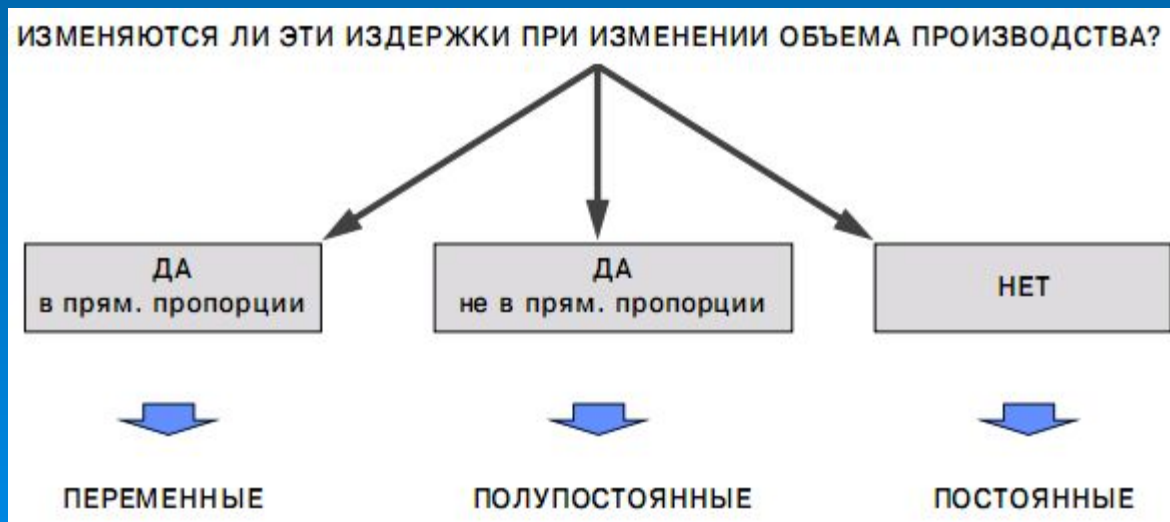 ИЗМЕНЯЮТСЯ ЛИ ЭТИ ИЗДЕРЖКИ ПРИ ИЗМЕНЕНИИ ОБЪЕМА ПРОИЗВОДСТВА?
ДА
в прям. пропорции
ДА
не в прям. пропорции
НЕТ
ПЕРЕМЕННЫЕ
ПОЛУПОСТОЯННЫЕ
ПОСТОЯННЫЕ